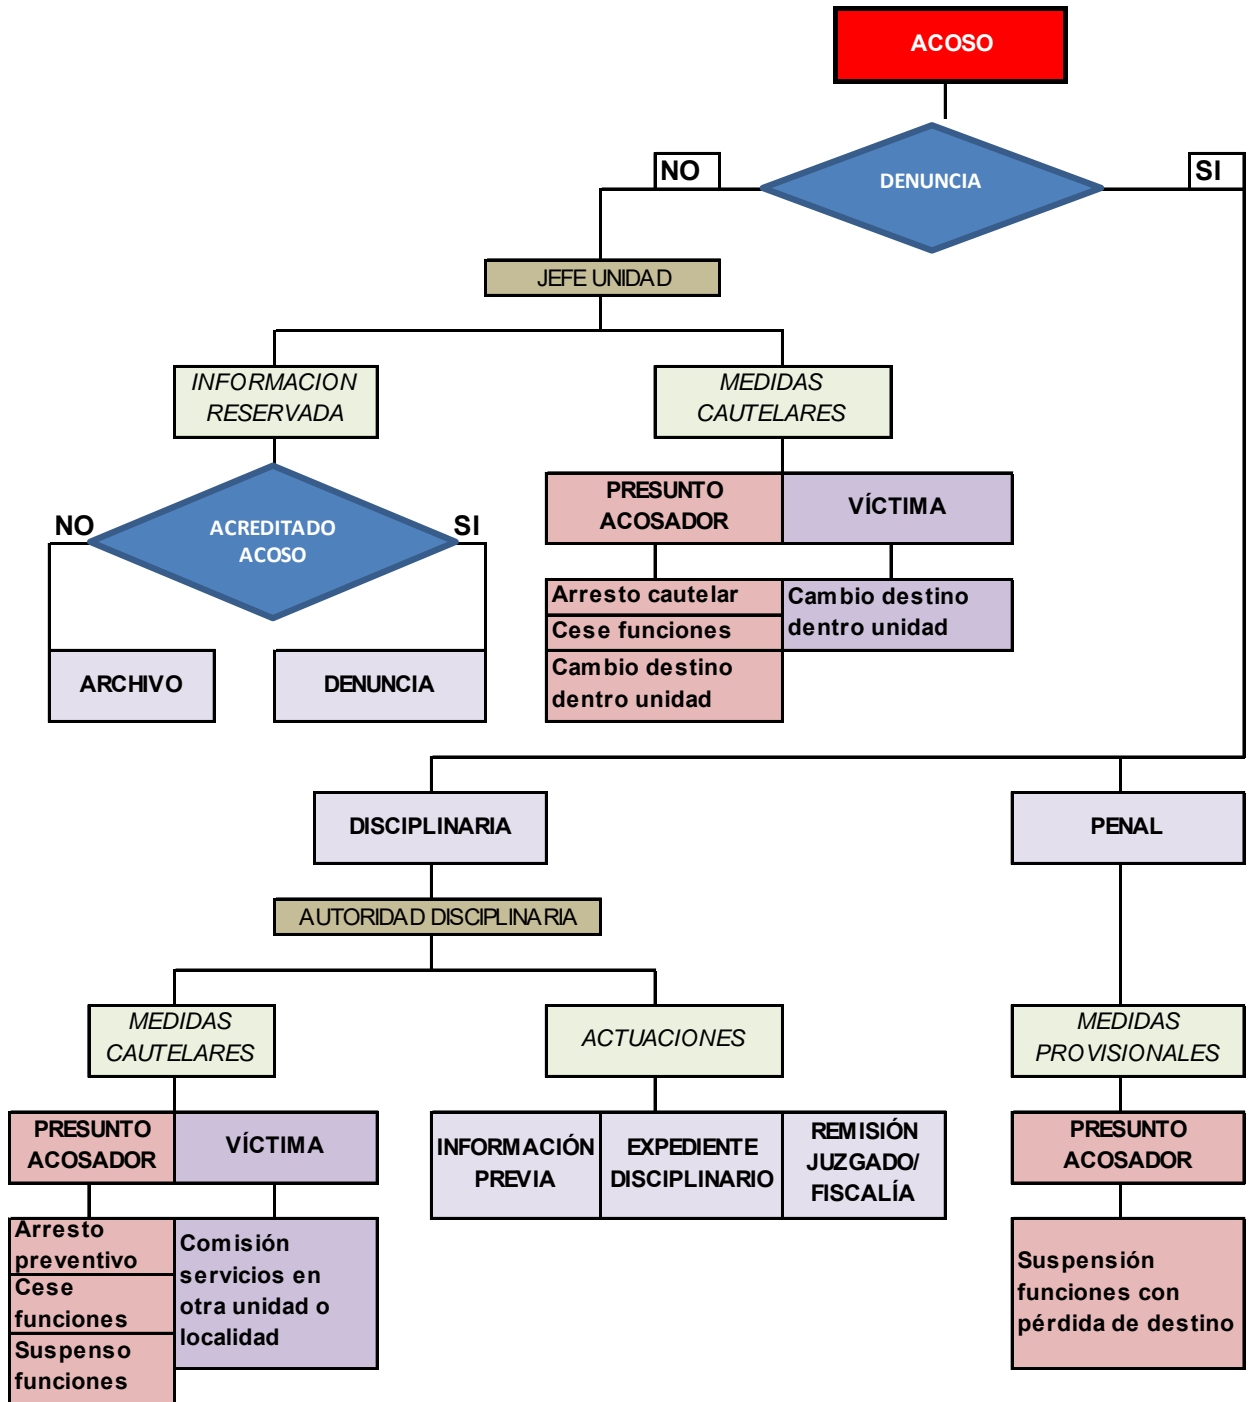 ACOSO
NO
DENUNCIA
SI
JEFE UNIDAD
INFORMACION
RESERVADA
MEDIDAS
CAUTELARES
NO
ACREDITADO
ACOSO
SI
PRESUNTO
ACOSADOR
VÍCTIMA
Arresto cautelar
Cese funciones
Cambio destino
dentro unidad
Cambio destino
dentro unidad
ARCHIVO
DENUNCIA
DISCIPLINARIA
PENAL
AUTORIDAD DISCIPLINARIA
MEDIDAS
CAUTELARES
ACTUACIONES
MEDIDAS
PROVISIONALES
PRESUNTO
ACOSADOR
VÍCTIMA
INFORMACIÓN
PREVIA
EXPEDIENTE
DISCIPLINARIO
REMISIÓN
JUZGADO/
FISCALÍA
PRESUNTO
ACOSADOR
Arresto
preventivo
Cese
funciones
Suspenso
funciones
Comisión
servicios en
otra unidad o
localidad
Suspensión
funciones con
pérdida de destino